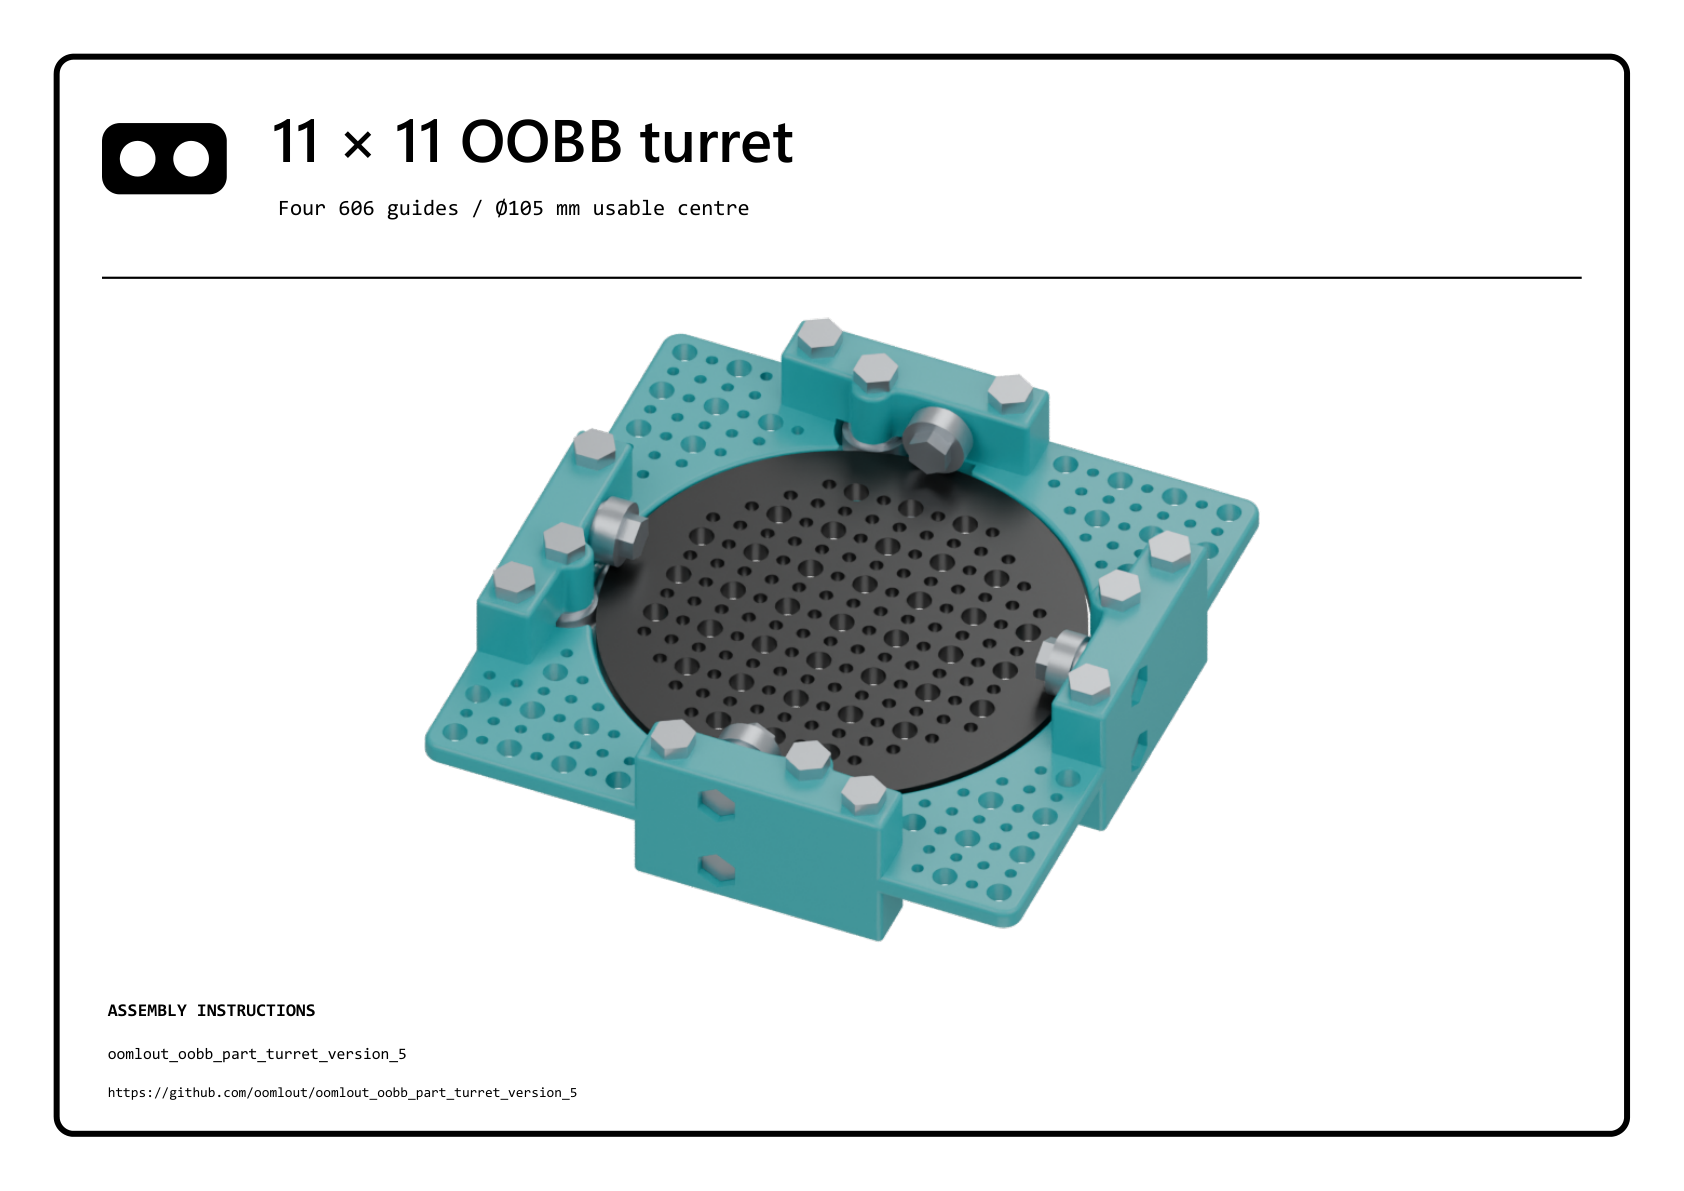 11 × 11 OOBB turret
Four 606 guides / Ø105 mm usable centre
ASSEMBLY INSTRUCTIONS
oomlout_oobb_part_turret_version_5
https://github.com/oomlout/oomlout_oobb_part_turret_version_5